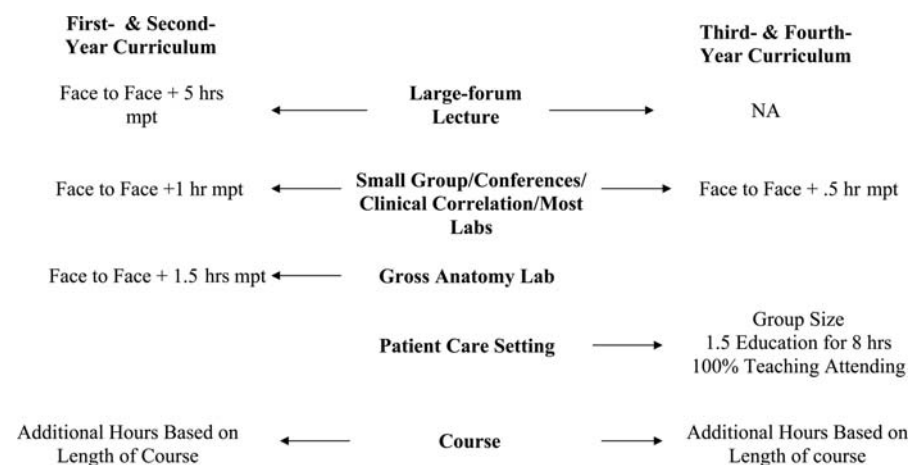 First- & Second-
Year Curriculum
Third- & Fourth-
Year Curriculum
Face to Face + 5 hrs
mpt
Large-forum
Lecture
NA
Face to Face +1 hr mpt
Small Group/Conferences/
Clinical Correlation/Most
Labs
Face to Face + .5 hr mpt
Face to Face + 1.5 hrs mpt
Gross Anatomy Lab
Patient Care Setting
Group Size
1.5 Education for 8 hrs
100% Teaching Attending
Additional Hours Based on
Length of Course
Course
Additional Hours Based on
Length of course